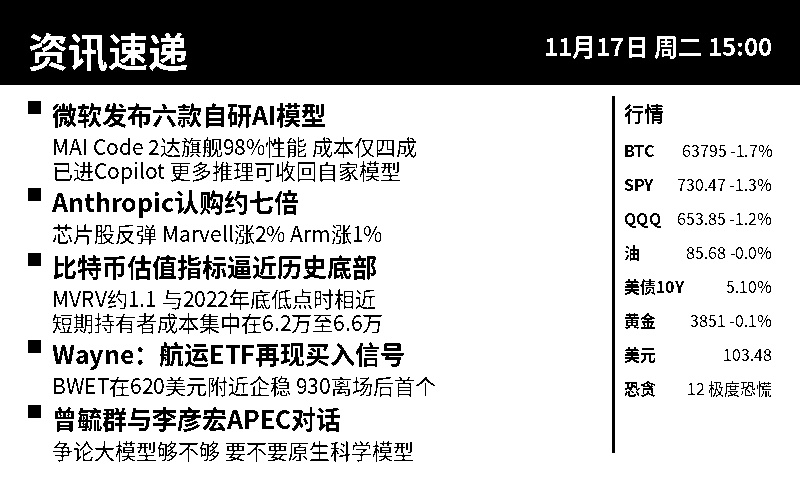 资讯速递
11月17日 周二 15:00
微软发布六款自研AI模型
MAI Code 2达旗舰98%性能 成本仅四成
已进Copilot 更多推理可收回自家模型
Anthropic认购约七倍
芯片股反弹 Marvell涨2% Arm涨1%
比特币估值指标逼近历史底部
MVRV约1.1 与2022年底低点时相近
短期持有者成本集中在6.2万至6.6万
Wayne：航运ETF再现买入信号
BWET在620美元附近企稳 930离场后首个
曾毓群与李彦宏APEC对话
争论大模型够不够 要不要原生科学模型
行情
BTC 63795 -1.7%
SPY 730.47 -1.3%
QQQ 653.85 -1.2%
油 85.68 -0.0%
美债10Y 5.10%
黄金 3851 -0.1%
美元 103.48
恐贪 12 极度恐慌